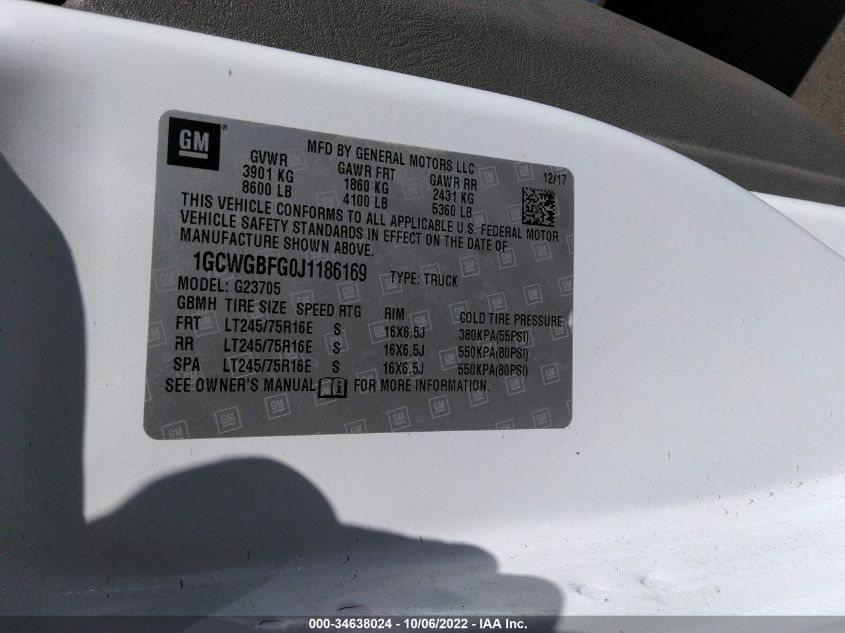 GM
MFD BY GENERAL MOTORS LLC
GVWR GAWR FRT GAWR RR 12/17
3901 KG 1860 KG 2431 KG
8600 LB 4100 LB 5360 LB
THIS VEHICLE CONFORMS TO ALL APPLICABLE U.S. FEDERAL MOTOR
VEHICLE SAFETY STANDARDS IN EFFECT ON THE DATE OF
MANUFACTURE SHOWN ABOVE.
1GCWGBFG0J1186169 TYPE: TRUCK
MODEL: G23705
GBMH TIRE SIZE SPEED RTG RIM COLD TIRE PRESSURE
FRT LT245/75R16E S 16X6.5J 380KPA(55PSI)
RR LT245/75R16E S 16X6.5J 550KPA(80PSI)
SPA LT245/75R16E S 16X6.5J 550KPA(80PSI)
SEE OWNER'S MANUAL FOR MORE INFORMATION.
000-34638024 - 10/06/2022 - IAA Inc.